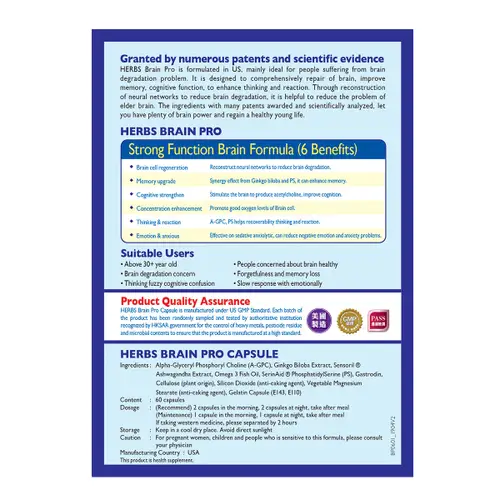 Granted by numerous patents and scientific evidence
HERBS Brain Pro is formulated in US, mainly ideal for people suffering from brain
degradation problem. It is designed to comprehensively repair of brain, improve
memory, cognitive function, to enhance thinking and reaction. Through reconstruction
of neural networks to reduce brain degradation, it is helpful to reduce the problem of
elder brain. The ingredients with many patents awarded and scientifically analyzed, let
you have plenty of brain power and regain a healthy young life.
HERBS BRAIN PRO
Strong Function Brain Formula (6 Benefits)
◆ Brain cell regeneration Reconstruct neural networks to reduce brain degradation.
◆ Memory upgrade Synergy effect from Ginkgo biloba and PS, it can enhance memory.
◆ Cognitive strengthen Stimulate the brain to produce acetylcholine, improve cognition.
◆ Concentration enhancement Promote good oxygen levels of Brain cell.
◆ Thinking & reaction A-GPC, PS helps recoverability thinking and reaction.
◆ Emotion & anxious Effective on sedative anxiolytic, can reduce negative emotion and anxiety problems.
Suitable Users
• Above 30+ year old • People concerned about brain healthy
• Brain degradation concern • Forgetfulness and memory loss
• Thinking fuzzy cognitive confusion • Slow response with emotionally
Product Quality Assurance
HERBS Brain Pro Capsule is manufactured under US GMP Standard. Each batch of
the product has been randomly sampled and tested by authoritative institution
recognized by HKSAR government for the control of heavy metals, pesticide residue
and microbial contents to ensure that the product is manufactured at a high standard.
美國
製造
GMP
PASS
HERBS BRAIN PRO CAPSULE
Ingredients : Alpha-Glyceryl Phosphoryl Choline (A-GPC), Ginkgo Biloba Extract, Sensoril ®
Ashwagandha Extract, Omega 3 Fish Oil, SerinAid ® PhosphatidylSerine (PS), Gastrodin,
Cellulose (plant origin), Silicon Dioxide (anti-caking agent), Vegetable Magnesium
Stearate (anti-caking agent), Gelatin Capsule (E143, E110)
Content : 60 capsules
Dosage : (Recommend) 2 capsules in the morning, 2 capsules at night, take after meal
(Maintenance) 1 capsule in the morning, 1 capsule at night, take after meal
If taking western medicine, please separated by 2 hours
Storage : Keep in a cool dry place. Avoid direct sunlight
Caution : For pregnant women, children and people who is sensitive to this formula, please consult
your physician
Manufacturing Country : USA
This product is health supplement.